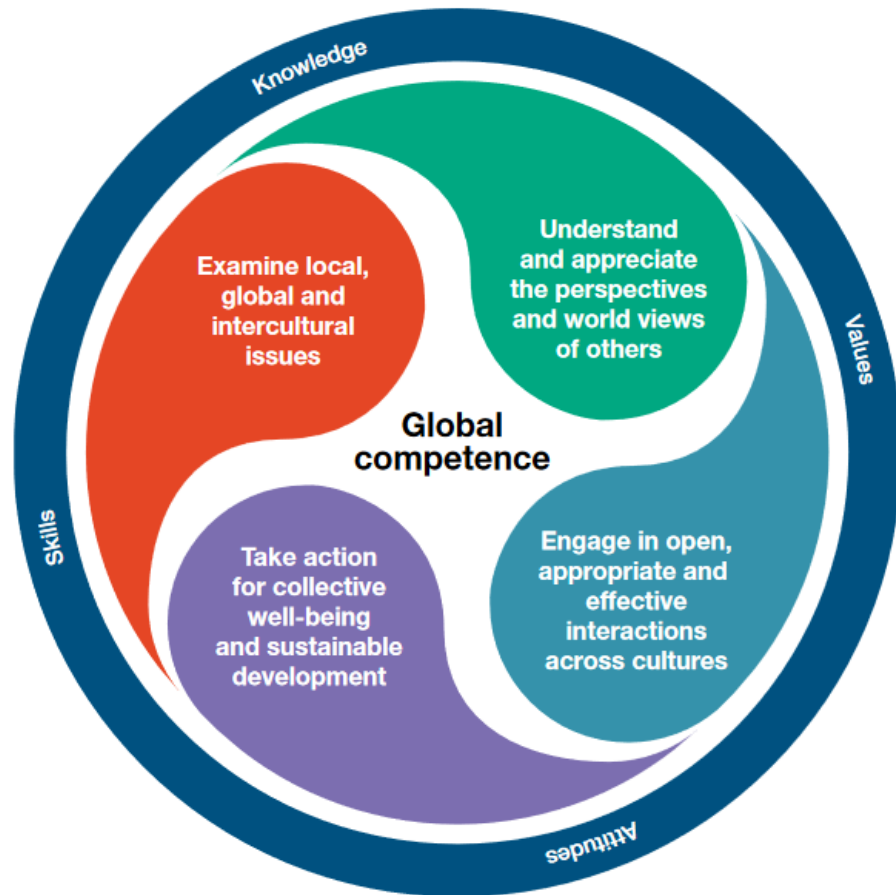 Knowledge
Examine local,
global and
intercultural
issues
Understand
and appreciate
the perspectives
and world views
of others
Values
Global
competence
Skills
Take action
for collective
well-being
and sustainable
development
Engage in open,
appropriate and
effective
interactions
across cultures
Attitudes